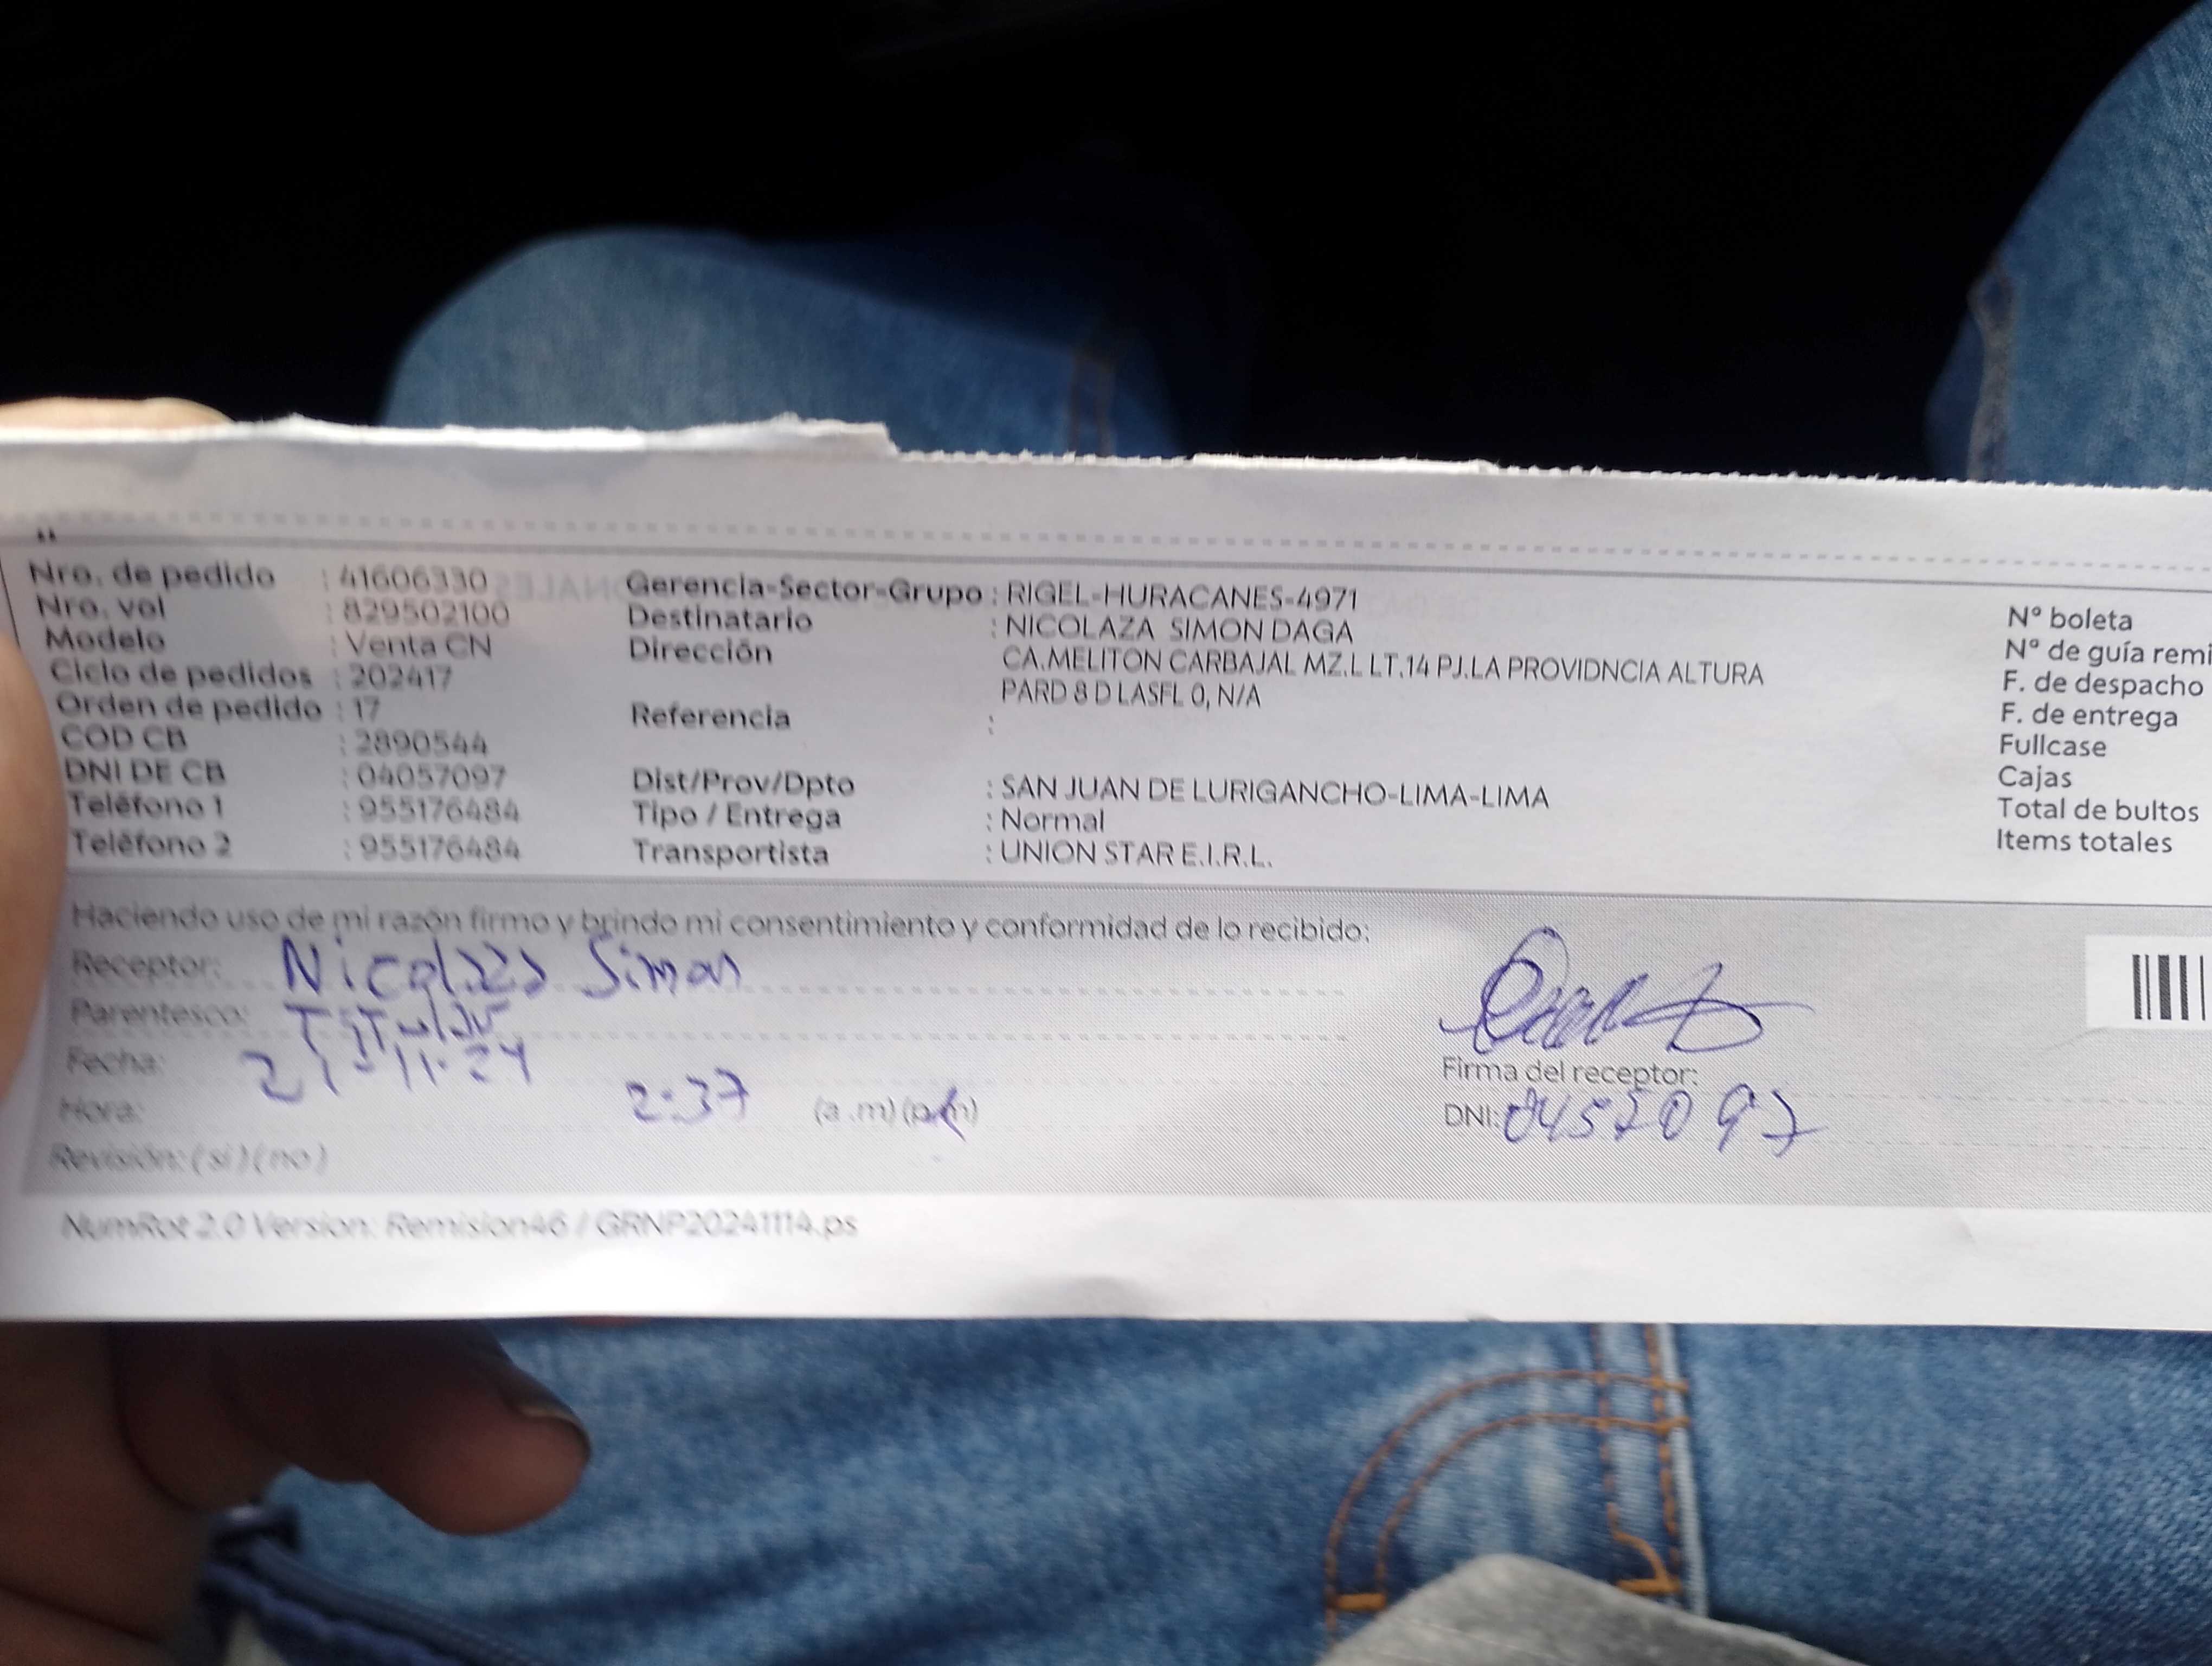 Nro. de pedido : 41606330 Gerencia-Sector-Grupo : RIGEL-HURACANES-4971
Nro. vol : 829502100 Destinatario : NICOLAZA SIMON DAGA Nº boleta
Modelo : Venta CN Dirección CA.MELITON CARBAJAL MZ.L LT.14 PJ.LA PROVIDNCIA ALTURA Nº de guía remi
Ciclo de pedidos : 202417 PARD 8 D LASFL 0, N/A F. de despacho
Orden de pedido : 17 Referencia : F. de entrega
COD CB : 2890544 Fullcase
DNI DE CB : 04057097 Dist/Prov/Dpto : SAN JUAN DE LURIGANCHO-LIMA-LIMA Cajas
Teléfono 1 : 955176484 Tipo / Entrega : Normal Total de bultos
Teléfono 2 : 955176484 Transportista : UNION STAR E.I.R.L. Items totales
Haciendo uso de mi razón firmo y brindo mi consentimiento y conformidad de lo recibido:
Receptor: Nicolaza Simon
Parentesco: Titular
Fecha: 21-11-24 Firma del receptor:
Hora: 2:37 (a.m) (p.m) DNI: 0457097
Revisión: ( si ) ( no )
NumRot 2.0 Version: Remision46 / GRNP20241114.ps